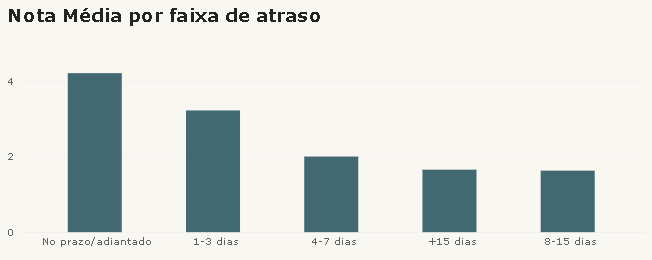 Nota Média por faixa de atraso
4
2
0
No prazo/adiantado 1-3 dias 4-7 dias +15 dias 8-15 dias